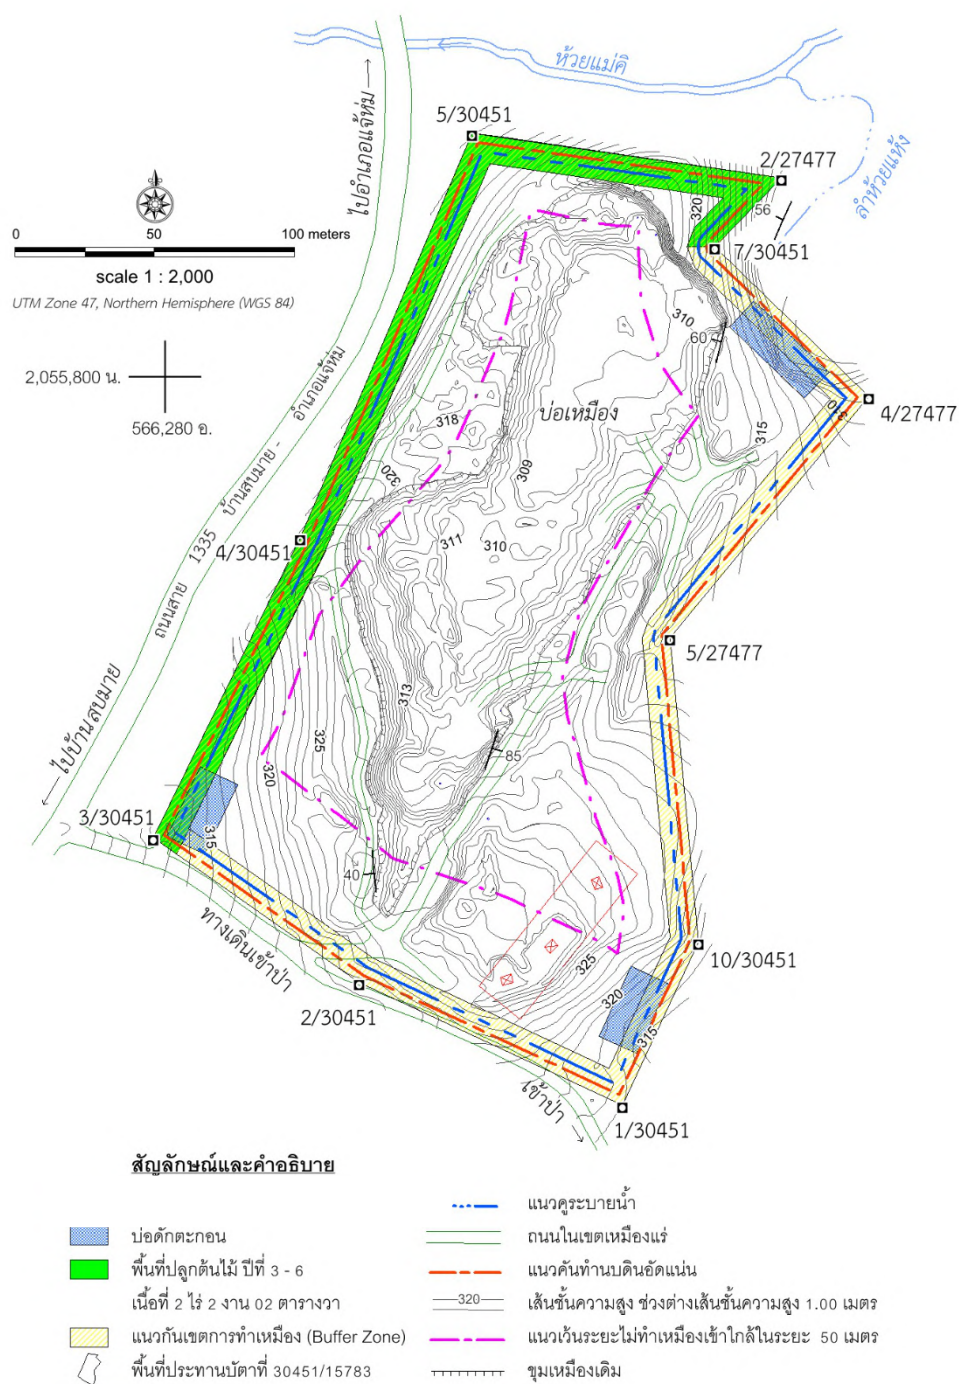 ห้วยแม่คิ
ไปอำเภอแจ้ห่ม
5/30451
2/27477
ลำห้วยแห้ง
320
56
7/30451
0 50 100 meters
scale 1 : 2,000
UTM Zone 47, Northern Hemisphere (WGS 84)
310
60
2,055,800 น.
566,280 อ.
บ่อเหมือง
310
4/27477
318
315
320
309
311
310
4/30451
ถนนสาย 1335 บ้านสบมาย - อำเภอแจ้ห่ม
5/27477
ไปบ้านสบมาย
313
325
320
85
3/30451
315
40
ทางเดินเข้าป่า
325
10/30451
2/30451
320
315
เข้าป่า
1/30451
สัญลักษณ์และคำอธิบาย
แนวคูระบายน้ำ
บ่อดักตะกอน
ถนนในเขตเหมืองแร่
พื้นที่ปลูกต้นไม้ ปีที่ 3 - 6
แนวคันทำนบดินอัดแน่น
เนื้อที่ 2 ไร่ 2 งาน 02 ตารางวา
320
เส้นชั้นความสูง ช่วงต่างเส้นชั้นความสูง 1.00 เมตร
แนวกันเขตการทำเหมือง (Buffer Zone)
แนวเว้นระยะไม่ทำเหมืองเข้าใกล้ในระยะ 50 เมตร
พื้นที่ประทานบัตรที่ 30451/15783
ขุมเหมืองเดิม